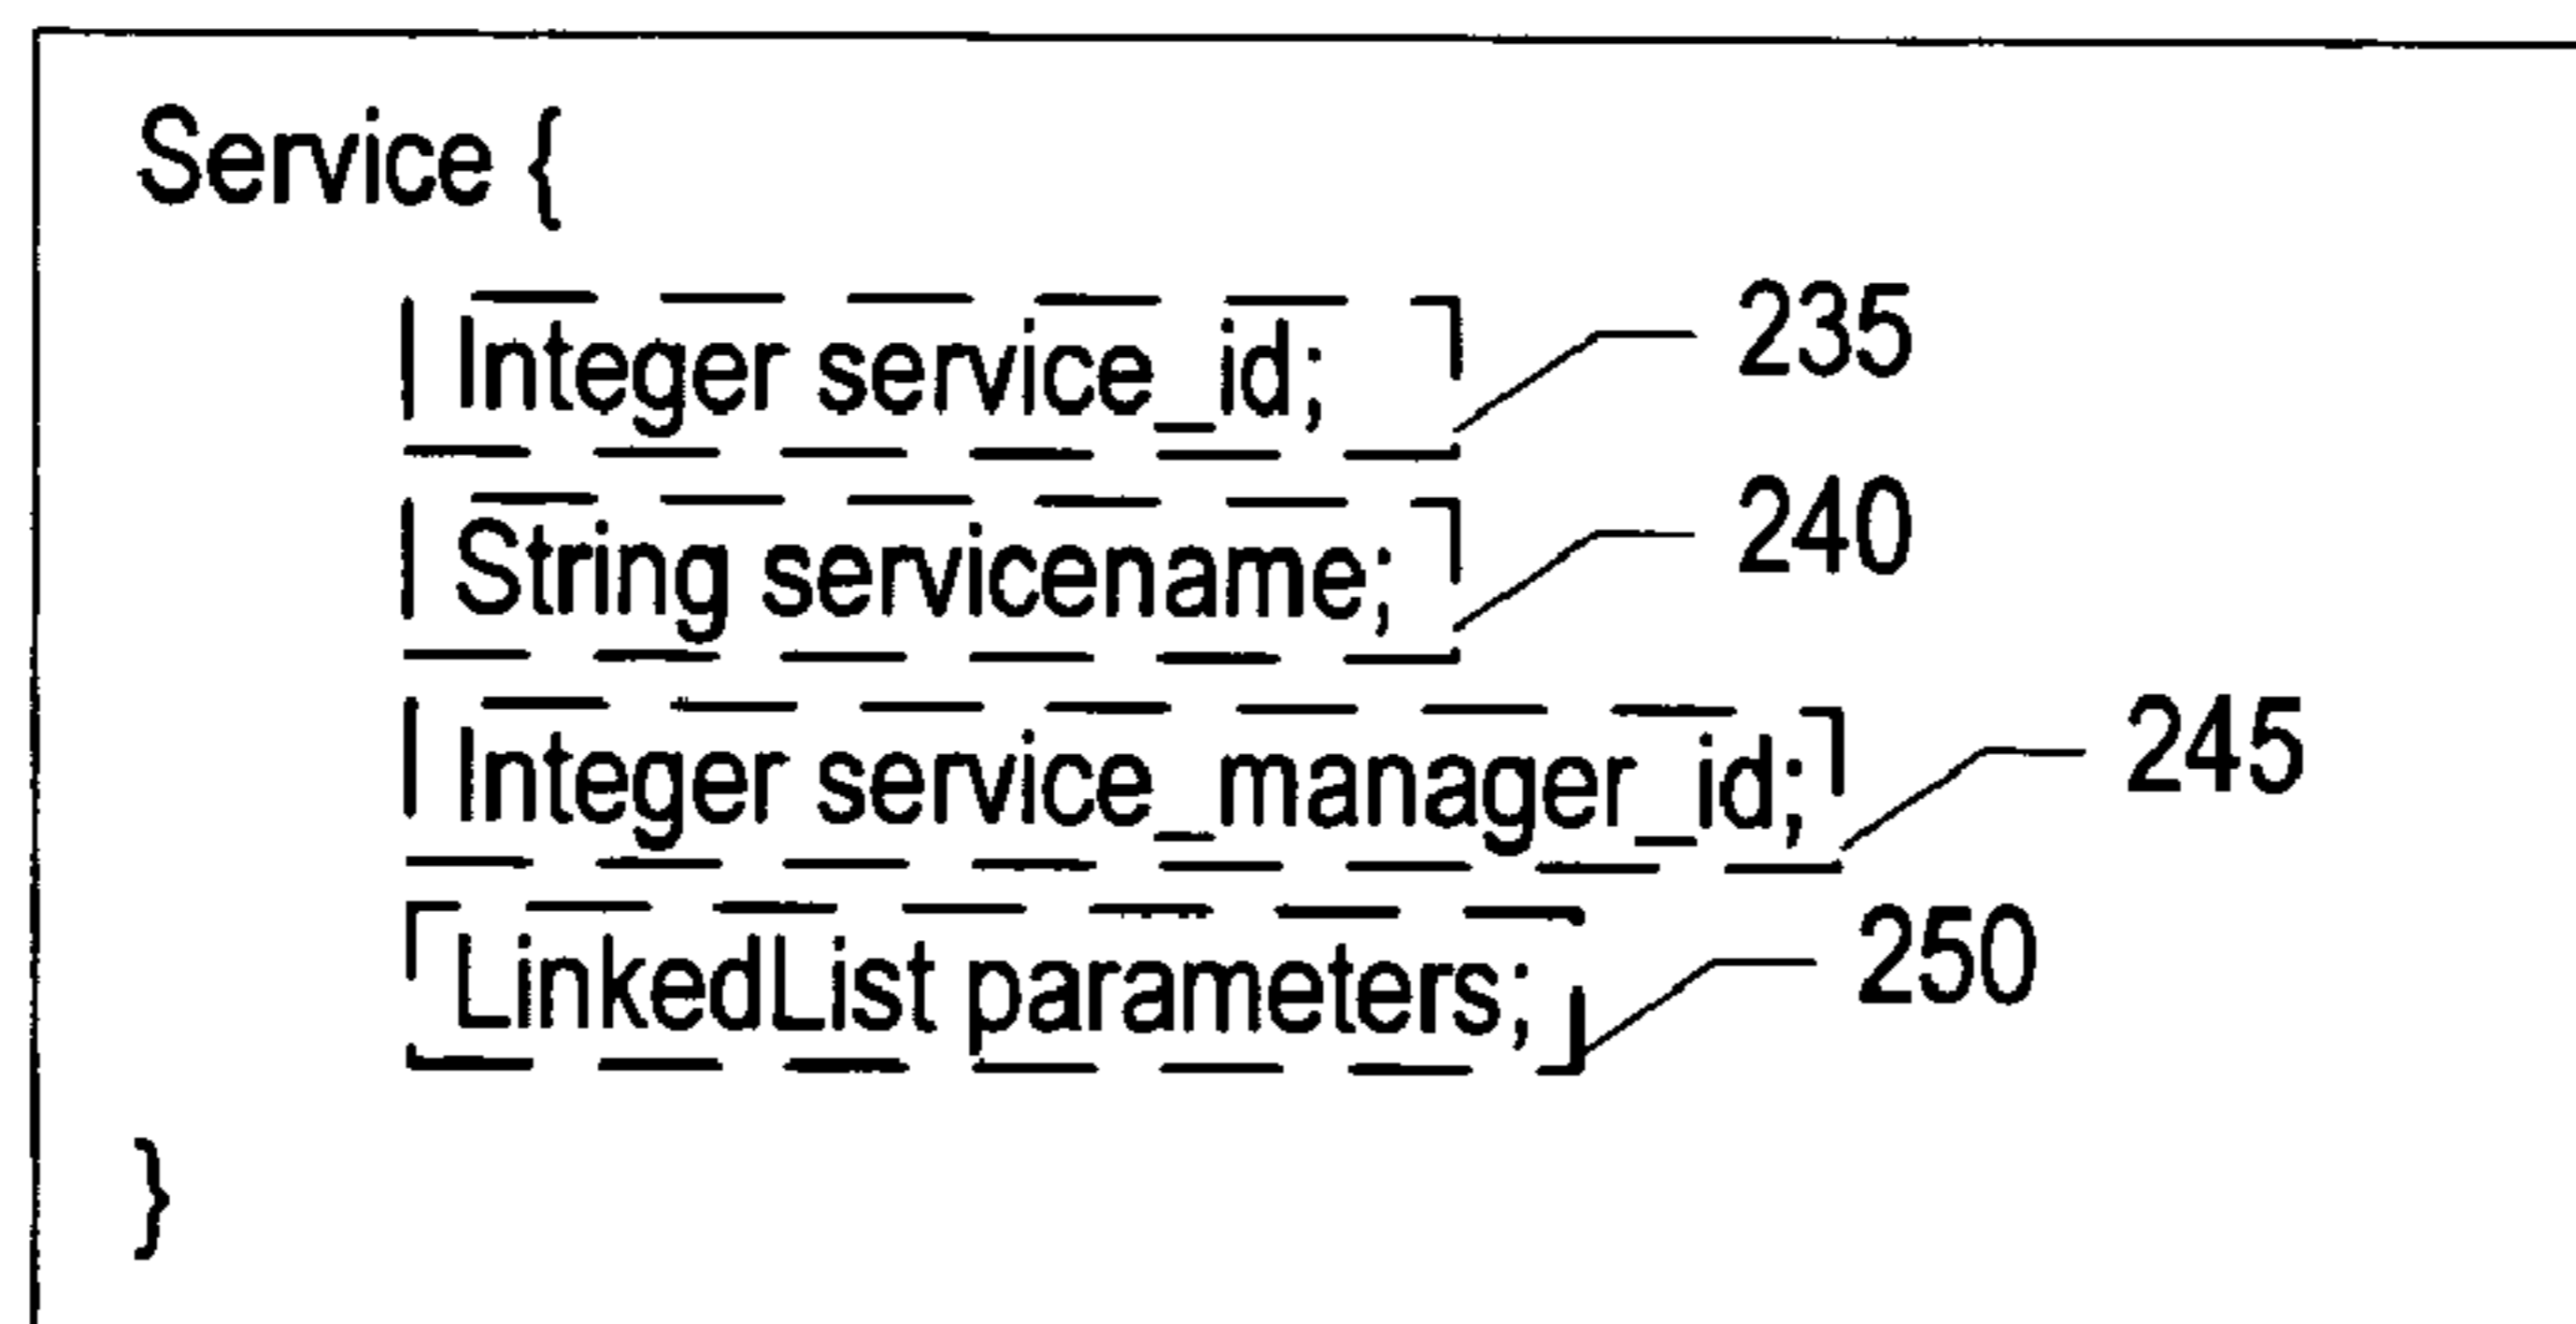 Service {
Integer service_id; 235
String servicename; 240
Integer service_manager_id; 245
LinkedList parameters; 250
}